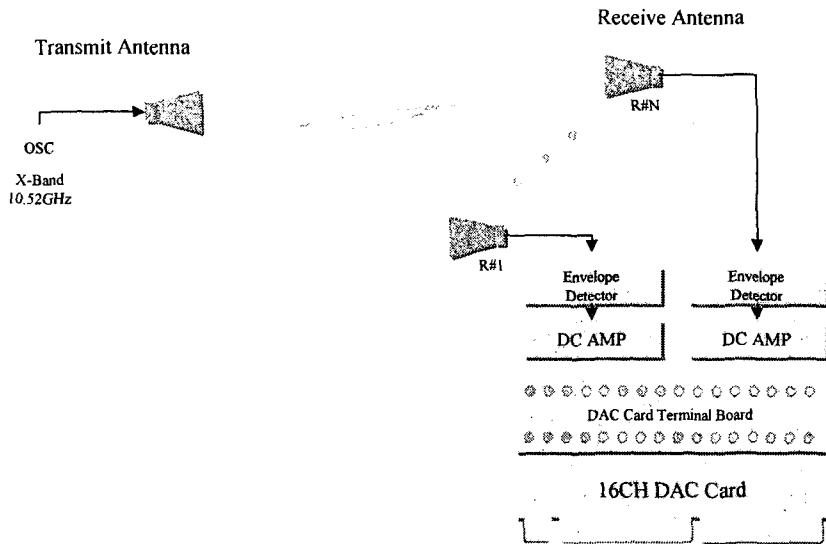 Receive Antenna
Transmit Antenna
R#N
OSC
X-Band
10.52GHz
R#1
Envelope
Detector
Envelope
Detector
DC AMP
DC AMP
DAC Card Terminal Board
16CH DAC Card